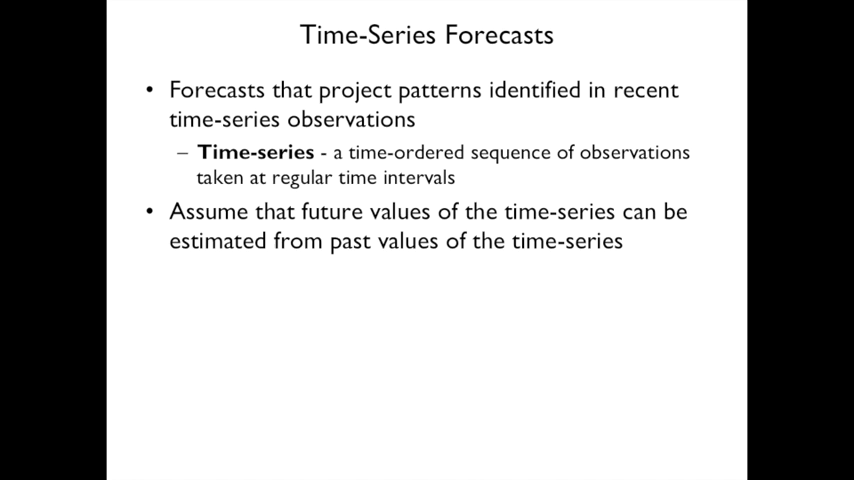 Time-Series Forecasts
• Forecasts that project patterns identified in recent
time-series observations
– Time-series - a time-ordered sequence of observations
taken at regular time intervals
• Assume that future values of the time-series can be
estimated from past values of the time-series